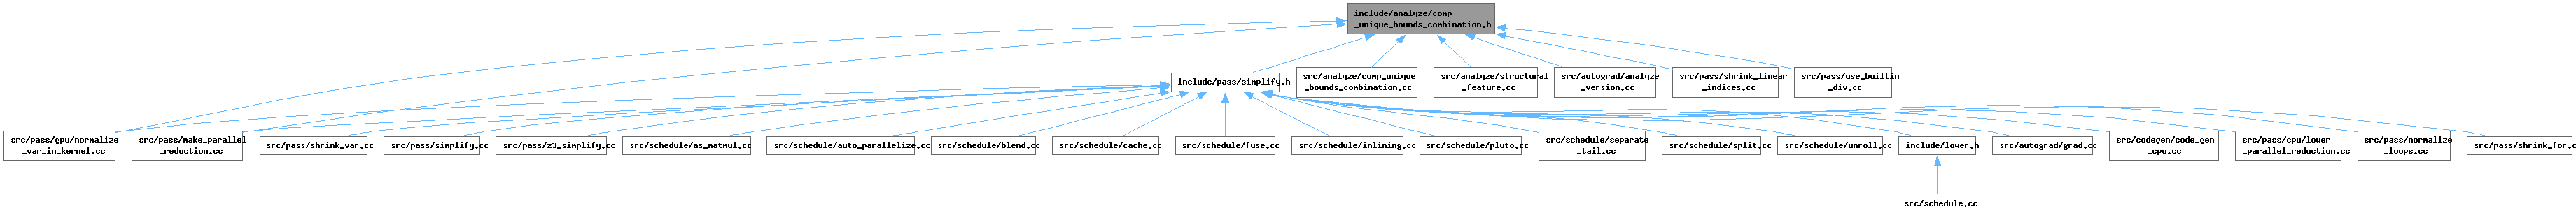 include/analyze/comp
_unique_bounds_combination.h
include/pass/simplify.h
src/analyze/comp_unique
_bounds_combination.cc
src/analyze/structural
_feature.cc
src/autograd/analyze
_version.cc
src/pass/shrink_linear
_indices.cc
src/pass/use_builtin
_div.cc
src/pass/gpu/normalize
_var_in_kernel.cc
src/pass/make_parallel
_reduction.cc
src/pass/shrink_var.cc
src/pass/simplify.cc
src/pass/z3_simplify.cc
src/schedule/as_matmul.cc
src/schedule/auto_parallelize.cc
src/schedule/blend.cc
src/schedule/cache.cc
src/schedule/fuse.cc
src/schedule/inlining.cc
src/schedule/pluto.cc
src/schedule/separate
_tail.cc
src/schedule/split.cc
src/schedule/unroll.cc
include/lower.h
src/autograd/grad.cc
src/codegen/code_gen
_cpu.cc
src/pass/cpu/lower
_parallel_reduction.cc
src/pass/normalize
_loops.cc
src/pass/shrink_for.c
src/schedule.cc